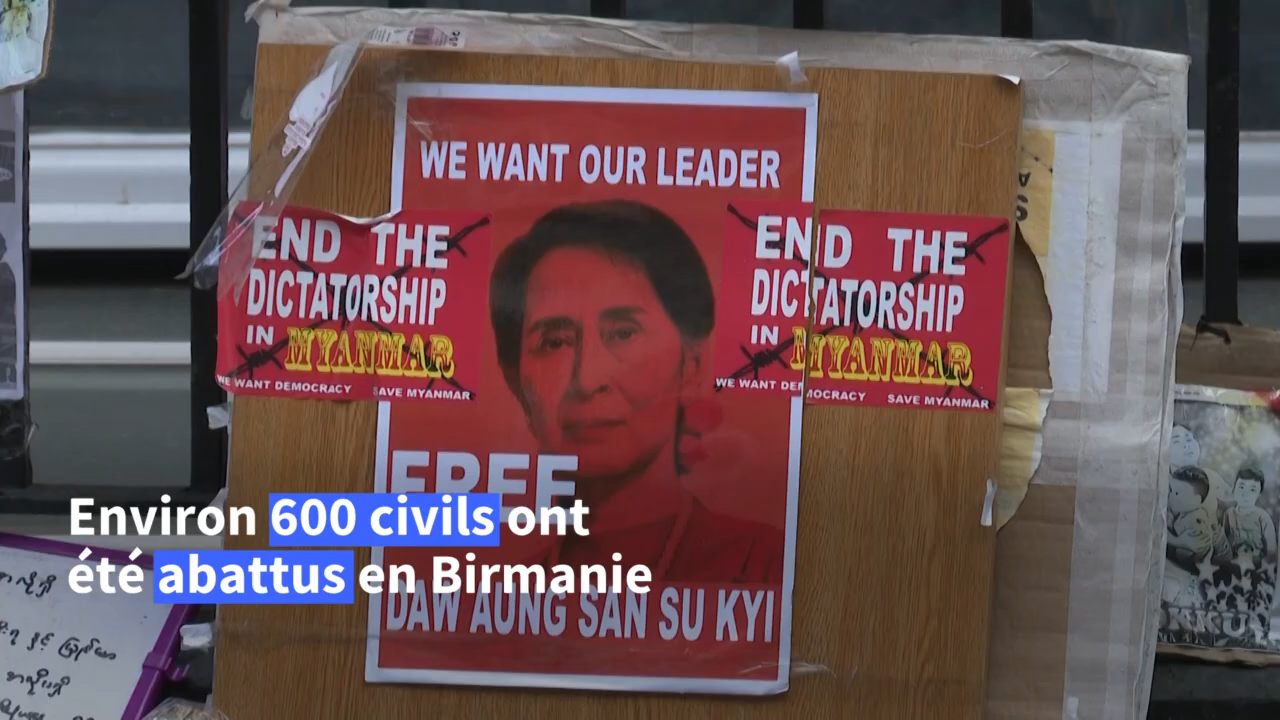 WE WANT OUR LEADER
END THE
DICTATORSHIP
IN MYANMAR
WE WANT DEMOCRACY SAVE MYANMAR
END THE
DICTATORSHIP
IN MYANMAR
WE WANT DEMOCRACY SAVE MYANMAR
FREE
DAW AUNG SAN SU KYI
Environ 600 civils ont
été abattus en Birmanie